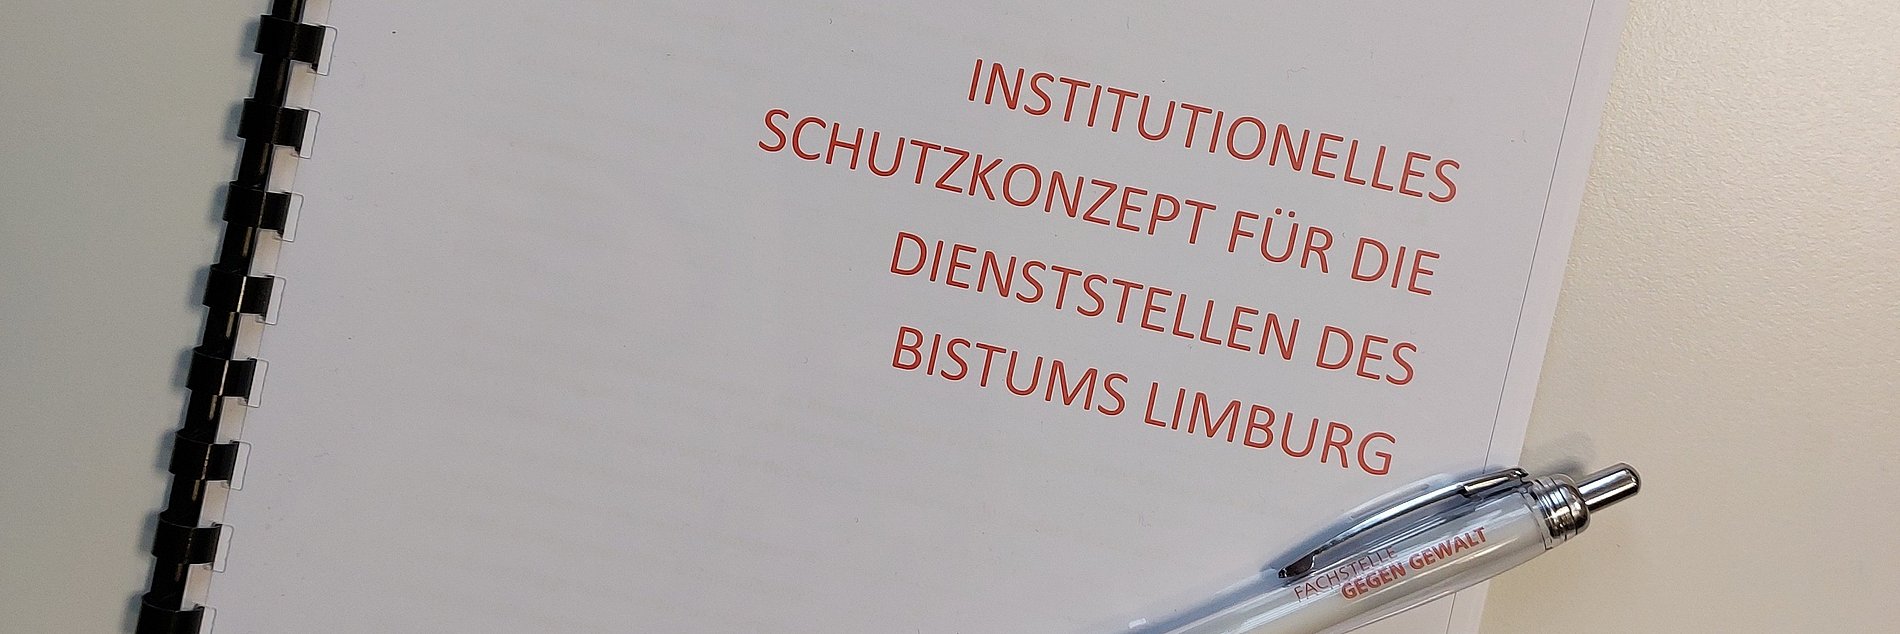 INSTITUTIONELLES
SCHUTZKONZEPT FÜR DIE
DIENSTSTELLEN DES
BISTUMS LIMBURG
FACHSTELLE
GEGEN GEWALT